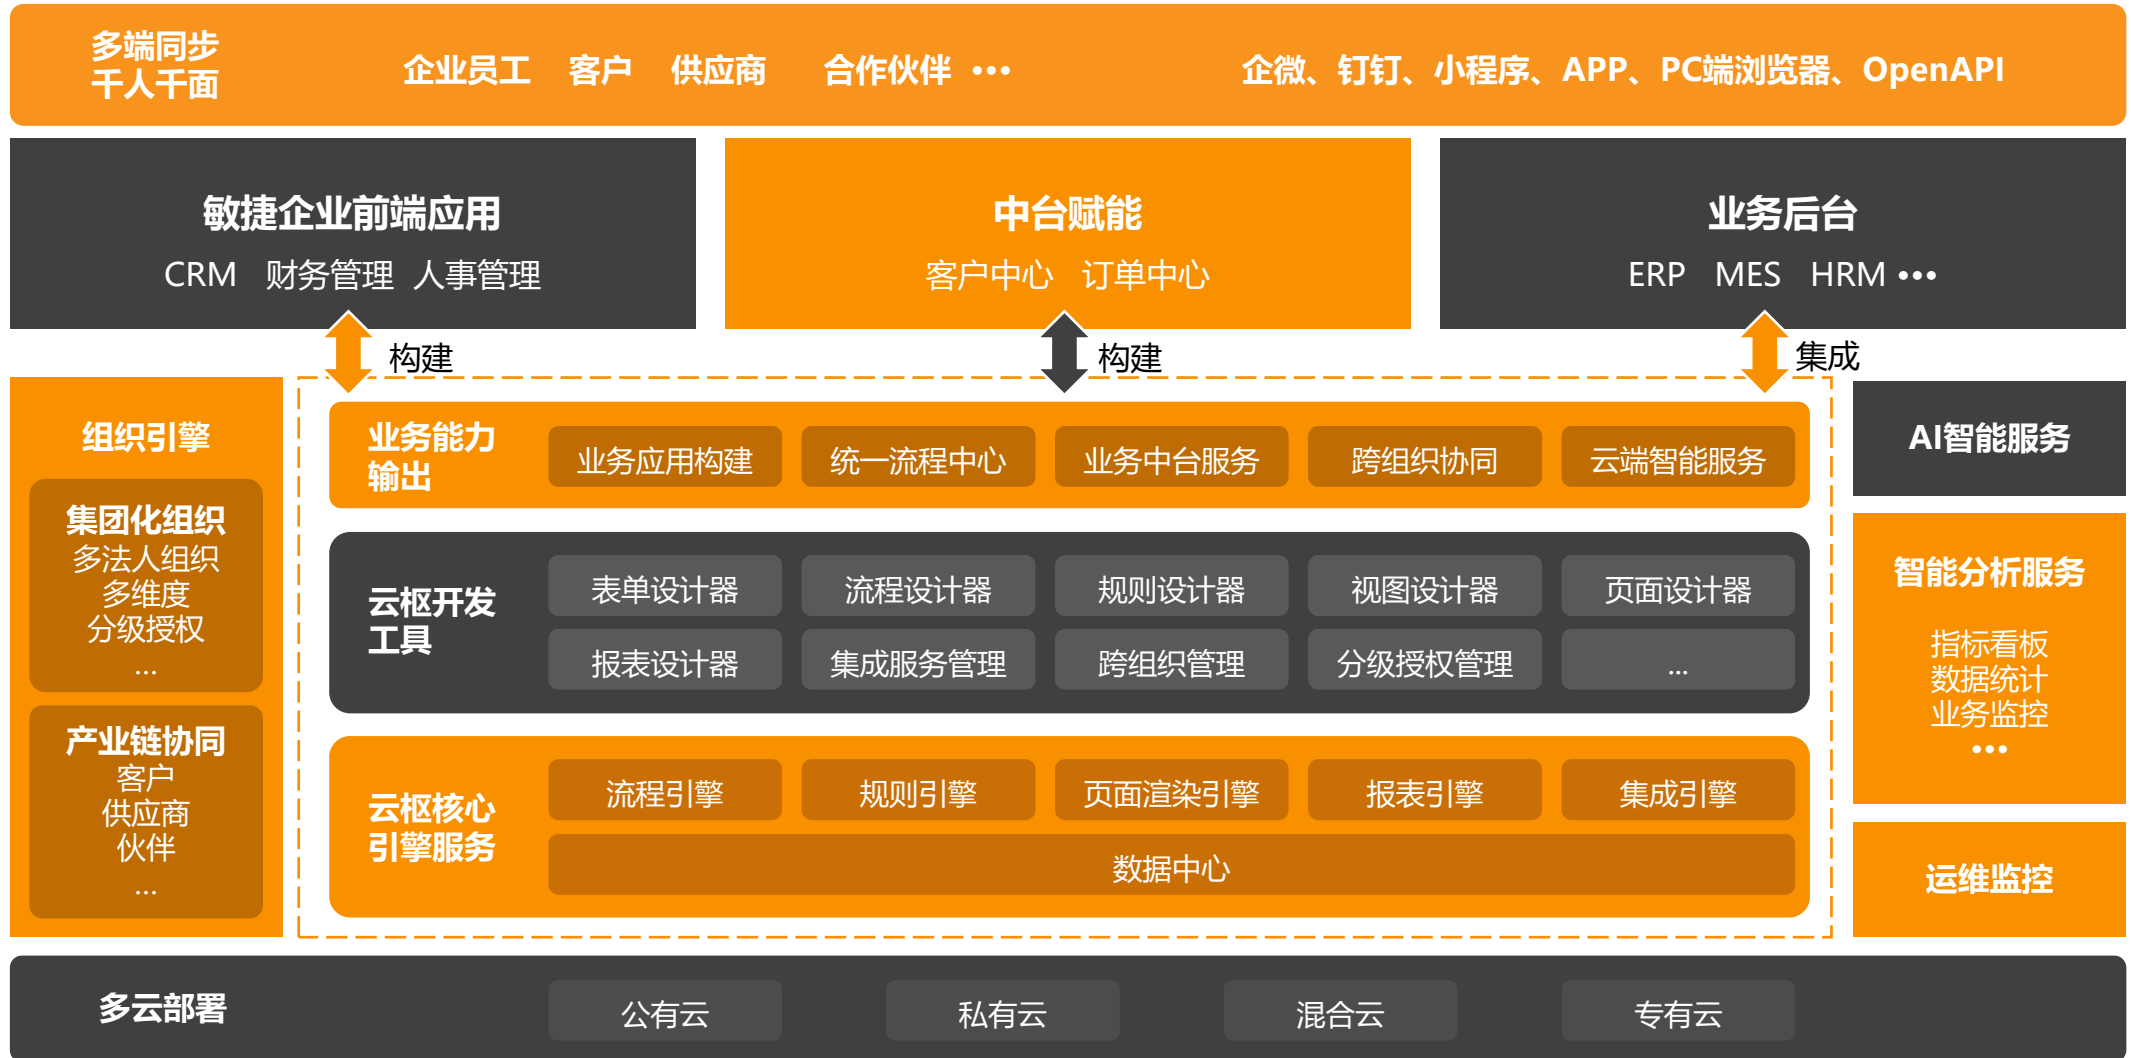 多端同步
千人千面
企业员工 客户 供应商 合作伙伴 •••
企微、钉钉、小程序、APP、PC端浏览器、OpenAPI
敏捷企业前端应用
CRM 财务管理 人事管理
中台赋能
客户中心 订单中心
业务后台
ERP MES HRM •••
构建
构建
集成
组织引擎
集团化组织
多法人组织
多维度
分级授权
...
产业链协同
客户
供应商
伙伴
...
业务能力
输出
业务应用构建
统一流程中心
业务中台服务
跨组织协同
云端智能服务
云枢开发
工具
表单设计器
流程设计器
规则设计器
视图设计器
页面设计器
报表设计器
集成服务管理
跨组织管理
分级授权管理
...
云枢核心
引擎服务
流程引擎
规则引擎
页面渲染引擎
报表引擎
集成引擎
数据中心
AI智能服务
智能分析服务
指标看板
数据统计
业务监控
•••
运维监控
多云部署
公有云
私有云
混合云
专有云